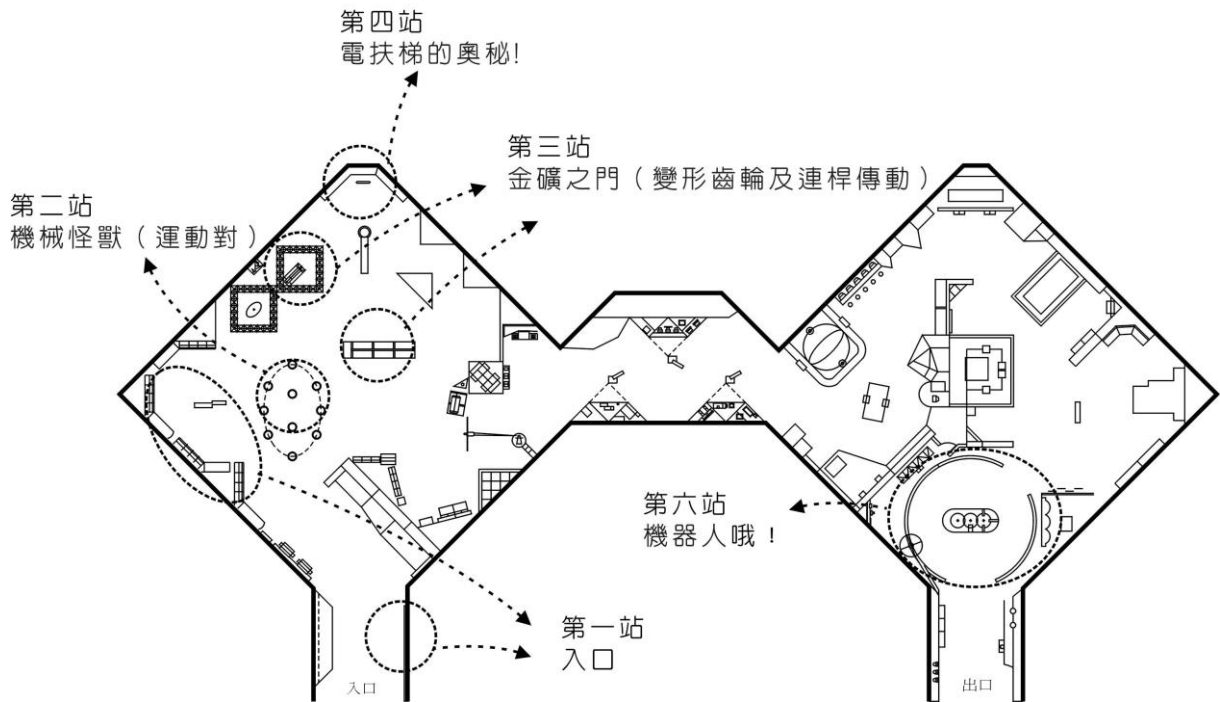 第四站
電扶梯的奧秘!
第三站
金礦之門（變形齒輪及連桿傳動）
第二站
機械怪獸（運動對）
第六站
機器人哦！
第一站
入口
入口
出口